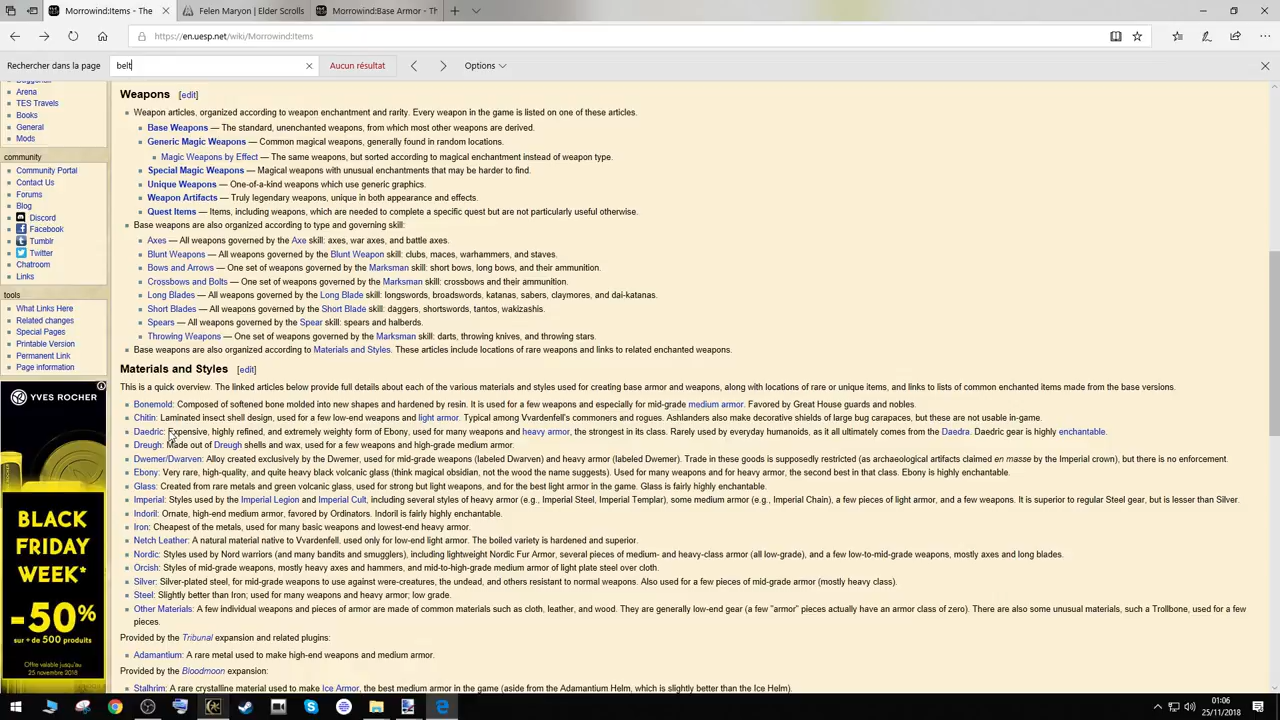 Morrowind:Items - The
Felen Maryon | Elder Scrolls
Morrowind:Base Armor - Th
https://en.uesp.net/wiki/Morrowind:Items
Rechercher dans la page
belt
Aucun résultat
Options
Arena
TES Travels
Books
General
Mods
community
Community Portal
Contact Us
Forums
Blog
Discord
Facebook
Tumblr
Twitter
Chatroom
Links
tools
What Links Here
Related changes
Special Pages
Printable Version
Permanent Link
Page information
YVES ROCHER
BLACK
FRIDAY
WEEK*
-50%
sur + de 500 produits
Offre valable jusqu'au
25 novembre 2018
Weapons [edit]
Weapon articles, organized according to weapon enchantment and rarity. Every weapon in the game is listed on one of these articles.
Base Weapons — The standard, unenchanted weapons, from which most other weapons are derived.
Generic Magic Weapons — Common magical weapons, generally found in random locations.
Magic Weapons by Effect — The same weapons, but sorted according to magical enchantment instead of weapon type.
Special Magic Weapons — Magical weapons with unusual enchantments that may be harder to find.
Unique Weapons — One-of-a-kind weapons which use generic graphics.
Weapon Artifacts — Truly legendary weapons, unique in both appearance and effects.
Quest Items — Items, including weapons, which are needed to complete a specific quest but are not particularly useful otherwise.
Base weapons are also organized according to type and governing skill:
Axes — All weapons governed by the Axe skill: axes, war axes, and battle axes.
Blunt Weapons — All weapons governed by the Blunt Weapon skill: clubs, maces, warhammers, and staves.
Bows and Arrows — One set of weapons governed by the Marksman skill: short bows, long bows, and their ammunition.
Crossbows and Bolts — One set of weapons governed by the Marksman skill: crossbows and their ammunition.
Long Blades — All weapons governed by the Long Blade skill: longswords, broadswords, katanas, sabers, claymores, and dai-katanas.
Short Blades — All weapons governed by the Short Blade skill: daggers, shortswords, tantos, wakizashis.
Spears — All weapons governed by the Spear skill: spears and halberds.
Throwing Weapons — One set of weapons governed by the Marksman skill: darts, throwing knives, and throwing stars.
Base weapons are also organized according to Materials and Styles. These articles include locations of rare weapons and links to related enchanted weapons.
Materials and Styles [edit]
This is a quick overview. The linked articles below provide full details about each of the various materials and styles used for creating base armor and weapons, along with locations of rare or unique items, and links to lists of common enchanted items made from the base versions.
Bonemold: Composed of softened bone molded into new shapes and hardened by resin. It is used for a few weapons and especially for mid-grade medium armor. Favored by Great House guards and nobles.
Chitin: Laminated insect shell design, used for a few low-end weapons and light armor. Typical among Vvardenfell's commoners and rogues. Ashlanders also make decorative shields of large bug carapaces, but these are not usable in-game.
Daedric: Expensive, highly refined, and extremely weighty form of Ebony, used for many weapons and heavy armor, the strongest in its class. Rarely used by everyday humanoids, as it all ultimately comes from the Daedra. Daedric gear is highly enchantable.
Dreugh: Made out of Dreugh shells and wax, used for a few weapons and high-grade medium armor.
Dwemer/Dwarven: Alloy created exclusively by the Dwemer, used for mid-grade weapons (labeled Dwarven) and heavy armor (labeled Dwemer). Trade in these goods is supposedly restricted (as archaeological artifacts claimed en masse by the Imperial crown), but there is no enforcement.
Ebony: Very rare, high-quality, and quite heavy black volcanic glass (think magical obsidian, not the wood the name suggests). Used for many weapons and for heavy armor, the second best in that class. Ebony is highly enchantable.
Glass: Created from rare metals and green volcanic glass, used for strong but light weapons, and for the best light armor in the game. Glass is fairly highly enchantable.
Imperial: Styles used by the Imperial Legion and Imperial Cult, including several styles of heavy armor (e.g., Imperial Steel, Imperial Templar), some medium armor (e.g., Imperial Chain), a few pieces of light armor, and a few weapons. It is superior to regular Steel gear, but is lesser than Silver.
Indoril: Ornate, high-end medium armor, favored by Ordinators. Indoril is fairly highly enchantable.
Iron: Cheapest of the metals, used for many basic weapons and lowest-end heavy armor.
Netch Leather: A natural material native to Vvardenfell, used only for low-end light armor. The boiled variety is hardened and superior.
Nordic: Styles used by Nord warriors (and many bandits and smugglers), including lightweight Nordic Fur Armor, several pieces of medium- and heavy-class armor (all low-grade), and a few low-to-mid-grade weapons, mostly axes and long blades.
Orcish: Styles of mid-grade weapons, mostly heavy axes and hammers, and mid-to-high-grade medium armor of light plate steel over cloth.
Silver: Silver-plated steel, for mid-grade weapons to use against were-creatures, the undead, and others resistant to normal weapons. Also used for a few pieces of mid-grade armor (mostly heavy class).
Steel: Slightly better than Iron; used for many weapons and heavy armor; low grade.
Other Materials: A few individual weapons and pieces of armor are made of common materials such as cloth, leather, and wood. They are generally low-end gear (a few "armor" pieces actually have an armor class of zero). There are also some unusual materials, such a Trollbone, used for a few
pieces.
Provided by the Tribunal expansion and related plugins:
Adamantium: A rare metal used to make high-end weapons and medium armor.
Provided by the Bloodmoon expansion:
Stalhrim: A rare crystalline material used to make Ice Armor, the best medium armor in the game (aside from the Adamantium Helm, which is slightly better than the Ice Helm).
01:06
25/11/2018